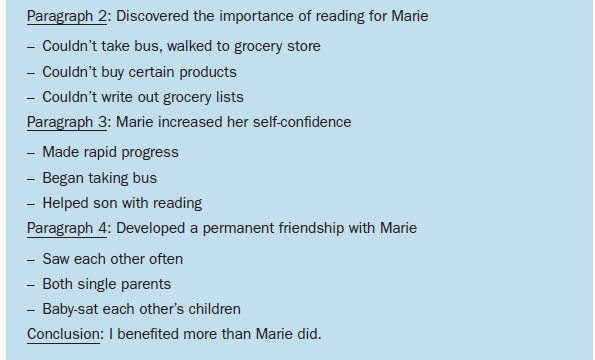 Paragraph 2: Discovered the importance of reading for Marie
– Couldn't take bus, walked to grocery store
– Couldn't buy certain products
– Couldn't write out grocery lists
Paragraph 3: Marie increased her self-confidence
– Made rapid progress
– Began taking bus
– Helped son with reading
Paragraph 4: Developed a permanent friendship with Marie
– Saw each other often
– Both single parents
– Baby-sat each other's children
Conclusion: I benefited more than Marie did.